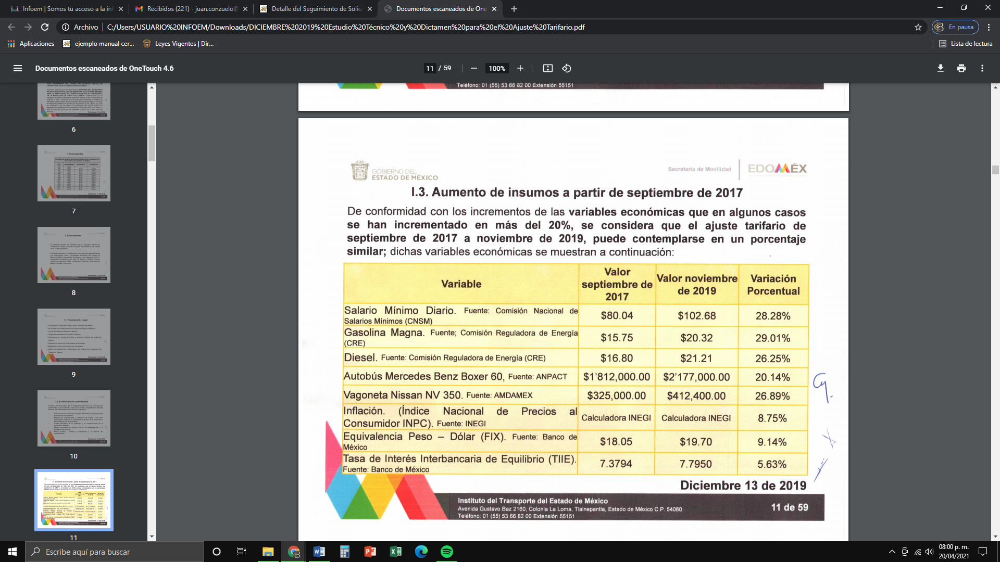 Infoem | Somos tu acceso a la inf
Recibidos (221) - juan.conzuelo@
Detalle del Seguimiento de Solici
Documentos escaneados de One
Archivo
C:/Users/USUARIO%20INFOEM/Downloads/DICIEMBRE%202019%20Estudio%20Técnico%20y%20Dictamen%20para%20el%20Ajuste%20Tarifario.pdf
En pausa
Aplicaciones
ejemplo manual cer...
Leyes Vigentes | Dir...
Lista de lectura
Documentos escaneados de OneTouch 4.6
11 / 59
100%
6
7
8
9
10
11
Teléfono: 01 (55) 53 66 82 00 Extensión 55151
GOBIERNO DEL
ESTADO DE MÉXICO
Secretaría de Movilidad
EDOMÉX
I.3. Aumento de insumos a partir de septiembre de 2017
De conformidad con los incrementos de las variables económicas que en algunos casos
se han incrementado en más del 20%, se considera que el ajuste tarifario de
septiembre de 2017 a noviembre de 2019, puede contemplarse en un porcentaje
similar; dichas variables económicas se muestran a continuación:
Variable
Valor
septiembre de
2017
Valor noviembre
de 2019
Variación
Porcentual
Salario Mínimo Diario. Fuente: Comisión Nacional de
Salarios Mínimos (CNSM)
$80.04
$102.68
28.28%
Gasolina Magna. Fuente; Comisión Reguladora de Energía
(CRE)
$15.75
$20.32
29.01%
Diesel. Fuente: Comisión Reguladora de Energía (CRE)
$16.80
$21.21
26.25%
Autobús Mercedes Benz Boxer 60, Fuente: ANPACT
$1'812,000.00
$2'177,000.00
20.14%
Vagoneta Nissan NV 350. Fuente: AMDAMEX
$325,000.00
$412,400.00
26.89%
Inflación. (Índice Nacional de Precios al
Consumidor INPC). Fuente: INEGI
Calculadora INEGI
Calculadora INEGI
8.75%
Equivalencia Peso – Dólar (FIX). Fuente: Banco de
México
$18.05
$19.70
9.14%
Tasa de Interés Interbancaria de Equilibrio (TIIE).
Fuente: Banco de México
7.3794
7.7950
5.63%
Diciembre 13 de 2019
Instituto del Transporte del Estado de México
Avenida Gustavo Baz 2160, Colonia La Loma, Tlalnepantla, Estado de México C.P. 54060
Teléfono: 01 (55) 53 66 82 00 Extensión 55151
11 de 59
Escribe aquí para buscar
08:00 p. m.
20/04/2021